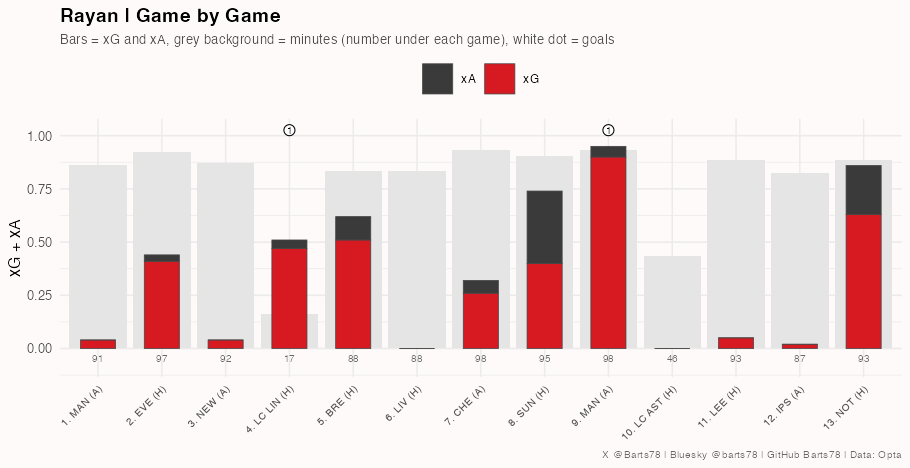 Rayan | Game by Game
Bars = xG and xA, grey background = minutes (number under each game), white dot = goals
xA xG
xG + xA
1.00
0.75
0.50
0.25
0.00
1 1
91 97 92 17 88 88 98 95 98 46 93 87 93
1. MAN (A)
2. EVE (H)
3. NEW (A)
4. LC LIN (H)
5. BRE (H)
6. LIV (H)
7. CHE (A)
8. SUN (H)
9. MAN (A)
10. LC AST (H)
11. LEE (H)
12. IPS (A)
13. NOT (H)
X @Barts78 | Bluesky @barts78 | GitHub Barts78 | Data: Opta